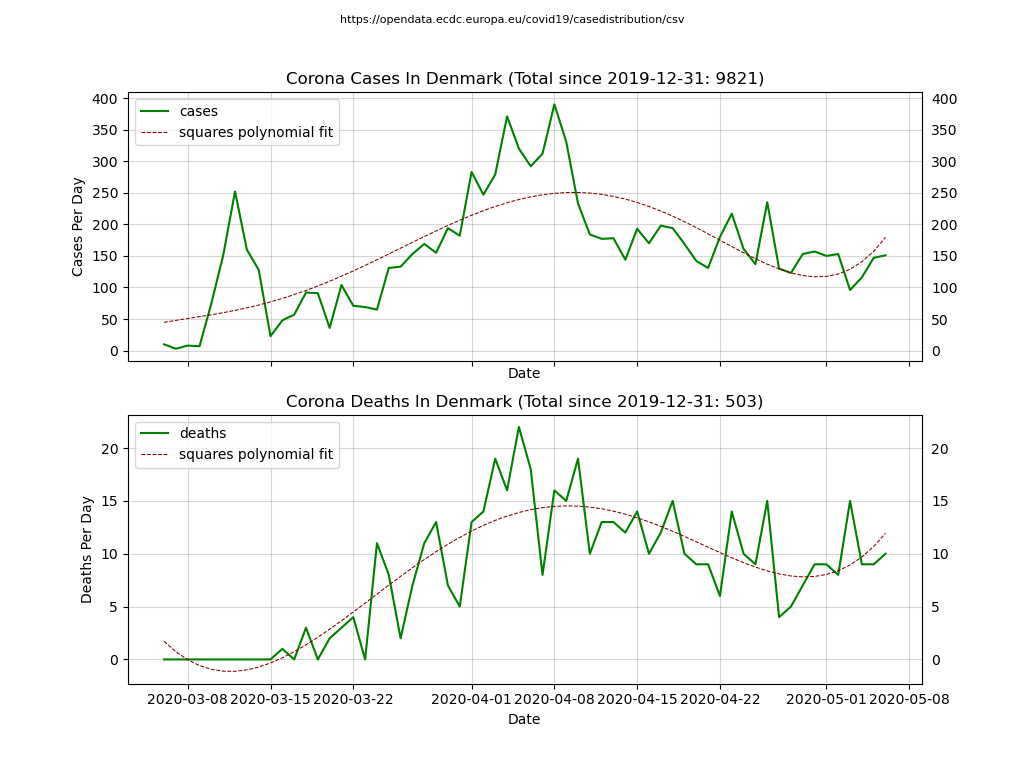 https://opendata.ecdc.europa.eu/covid19/casedistribution/csv
Corona Cases In Denmark (Total since 2019-12-31: 9821)
cases
squares polynomial fit
Cases Per Day
400 400
350 350
300 300
250 250
200 200
150 150
100 100
50 50
0 0
Date
Corona Deaths In Denmark (Total since 2019-12-31: 503)
deaths
squares polynomial fit
Deaths Per Day
20 20
15 15
10 10
5 5
0 0
2020-03-08 2020-03-15 2020-03-22 2020-04-01 2020-04-08 2020-04-15 2020-04-22 2020-05-01 2020-05-08
Date